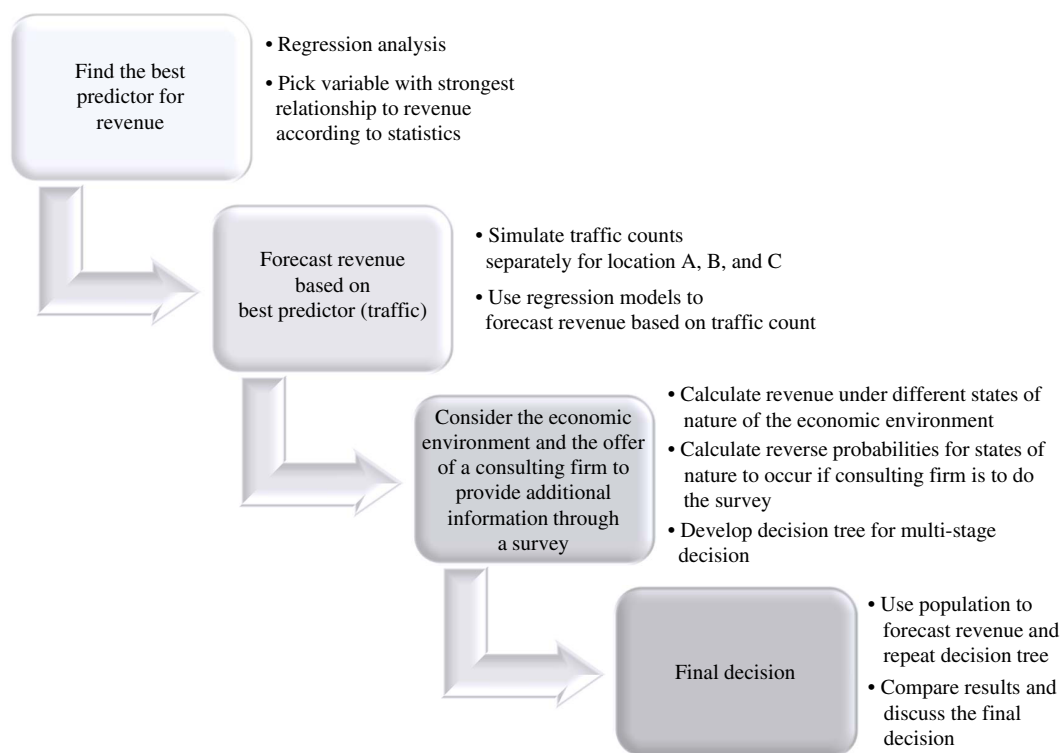 Find the best
predictor for
revenue
• Regression analysis
• Pick variable with strongest
relationship to revenue
according to statistics
Forecast revenue
based on
best predictor (traffic)
• Simulate traffic counts
separately for location A, B, and C
• Use regression models to
forecast revenue based on traffic count
Consider the economic
environment and the offer
of a consulting firm to
provide additional
information through
a survey
• Calculate revenue under different states of
nature of the economic environment
• Calculate reverse probabilities for states of
nature to occur if consulting firm is to do
the survey
• Develop decision tree for multi-stage
decision
Final decision
• Use population to
forecast revenue and
repeat decision tree
• Compare results and
discuss the final
decision